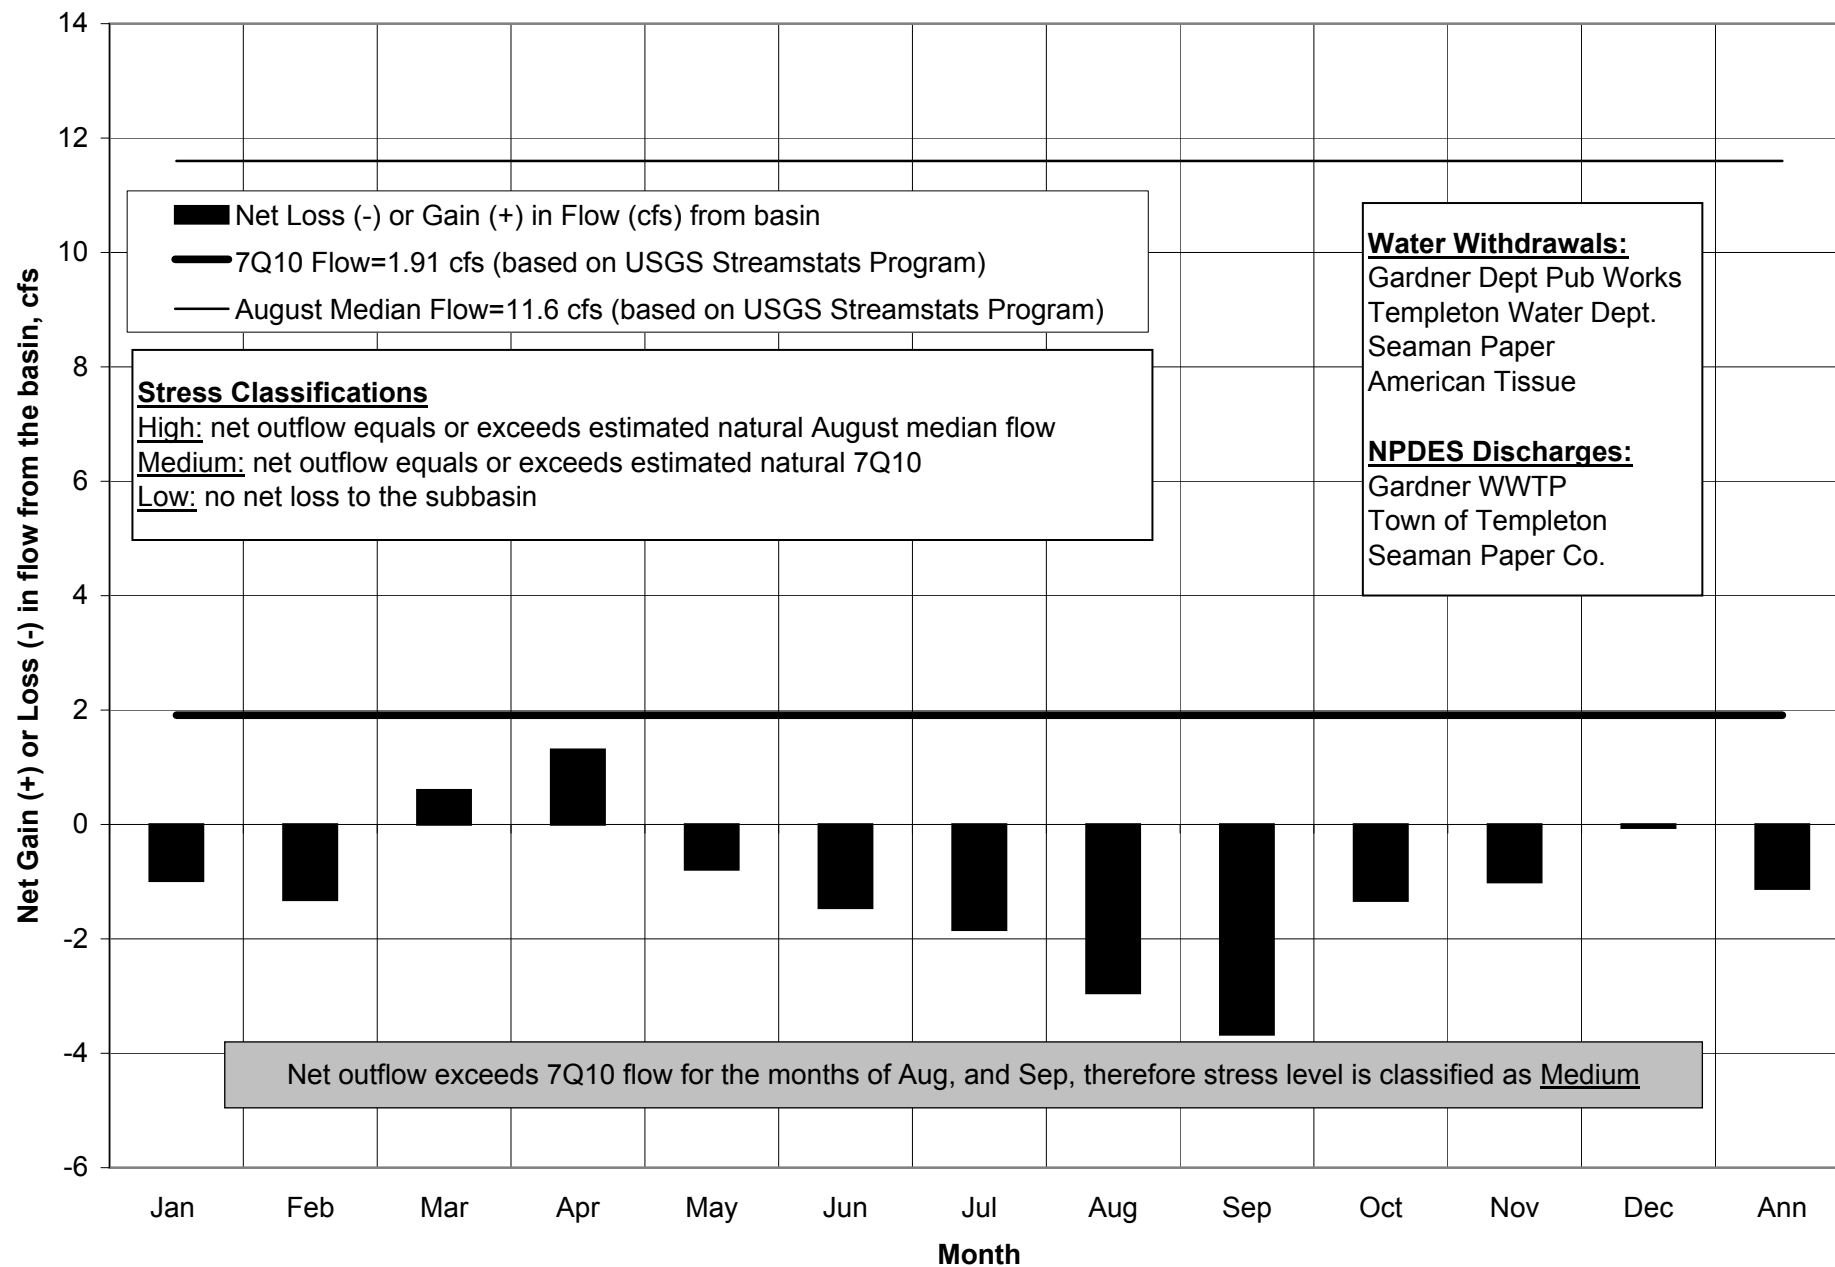 14
12
10
8
6
4
2
0
-2
-4
-6
Net Gain (+) or Loss (-) in flow from the basin, cfs
Net Loss (-) or Gain (+) in Flow (cfs) from basin
7Q10 Flow=1.91 cfs (based on USGS Streamstats Program)
August Median Flow=11.6 cfs (based on USGS Streamstats Program)
Stress Classifications
High: net outflow equals or exceeds estimated natural August median flow
Medium: net outflow equals or exceeds estimated natural 7Q10
Low: no net loss to the subbasin
Water Withdrawals:
Gardner Dept Pub Works
Templeton Water Dept.
Seaman Paper
American Tissue
NPDES Discharges:
Gardner WWTP
Town of Templeton
Seaman Paper Co.
Net outflow exceeds 7Q10 flow for the months of Aug, and Sep, therefore stress level is classified as Medium
Jan Feb Mar Apr May Jun Jul Aug Sep Oct Nov Dec Ann
Month